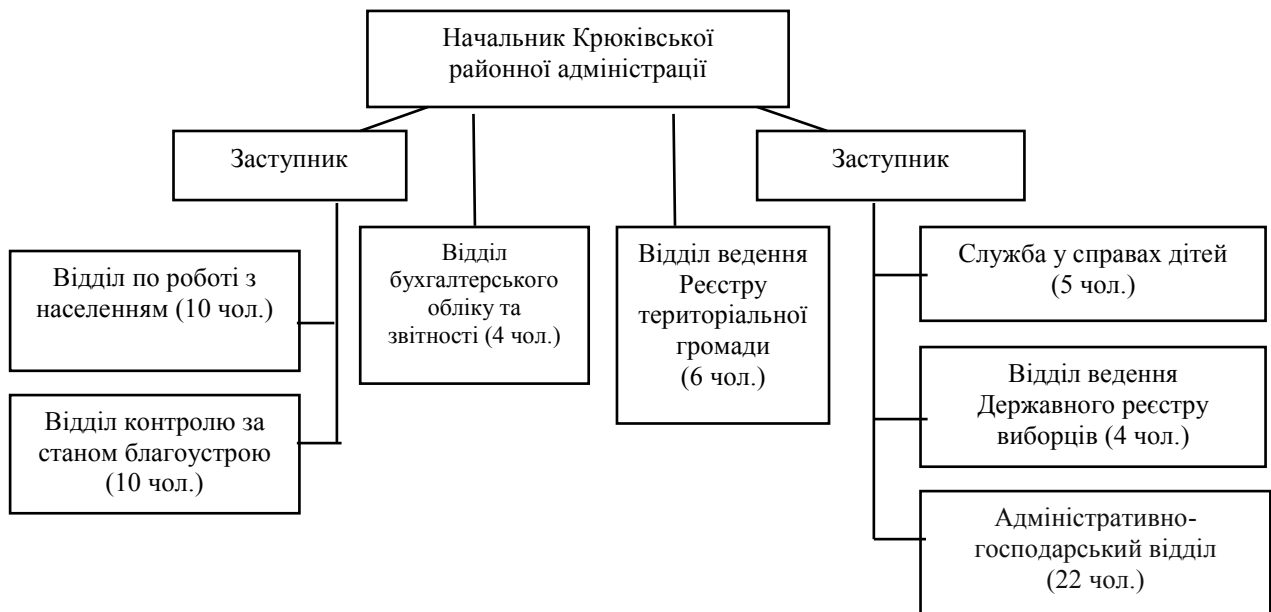 Начальник Крюківської
районної адміністрації
Заступник
Заступник
Відділ по роботі з
населенням (10 чол.)
Відділ
бухгалтерського
обліку та
звітності (4 чол.)
Відділ ведення
Реєстру
територіальної
громади
(6 чол.)
Служба у справах дітей
(5 чол.)
Відділ контролю за
станом благоустрою
(10 чол.)
Відділ ведення
Державного реєстру
виборців (4 чол.)
Адміністративно-
господарський відділ
(22 чол.)